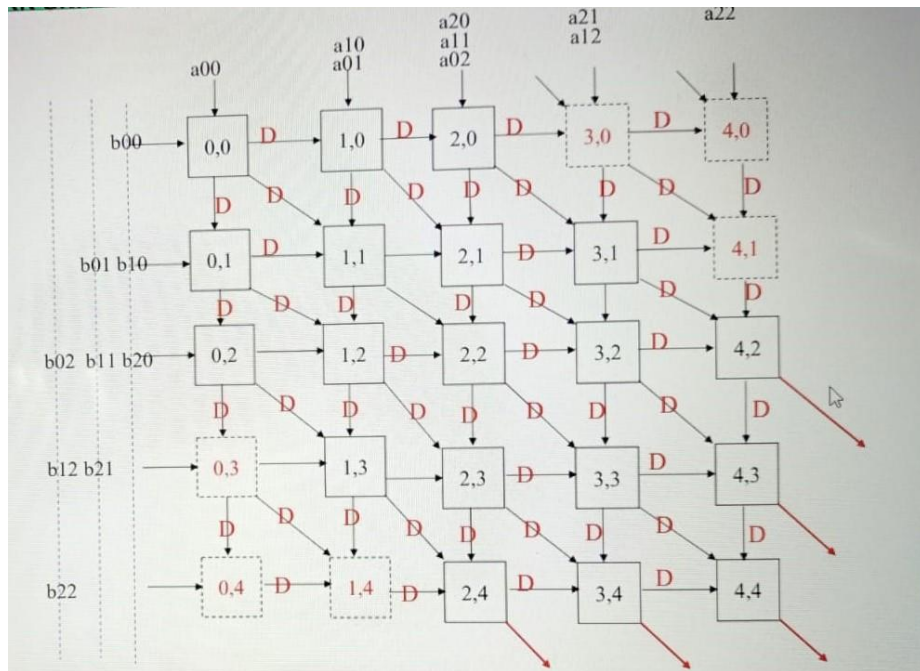 a20 a21 a22
a10 a11 a12
a00 a01 a02
b00 0,0 D 1,0 D 2,0 D 3,0 D 4,0
D D D D D D D D D
b01 b10 0,1 D 1,1 2,1 D 3,1 D 4,1
D D D D D D D
b02 b11 b20 0,2 1,2 D 2,2 D 3,2 D 4,2
D D D D D D D D D
b12 b21 0,3 1,3 2,3 D 3,3 D 4,3
D D D D D D D D D
b22 0,4 D 1,4 D 2,4 D 3,4 D 4,4